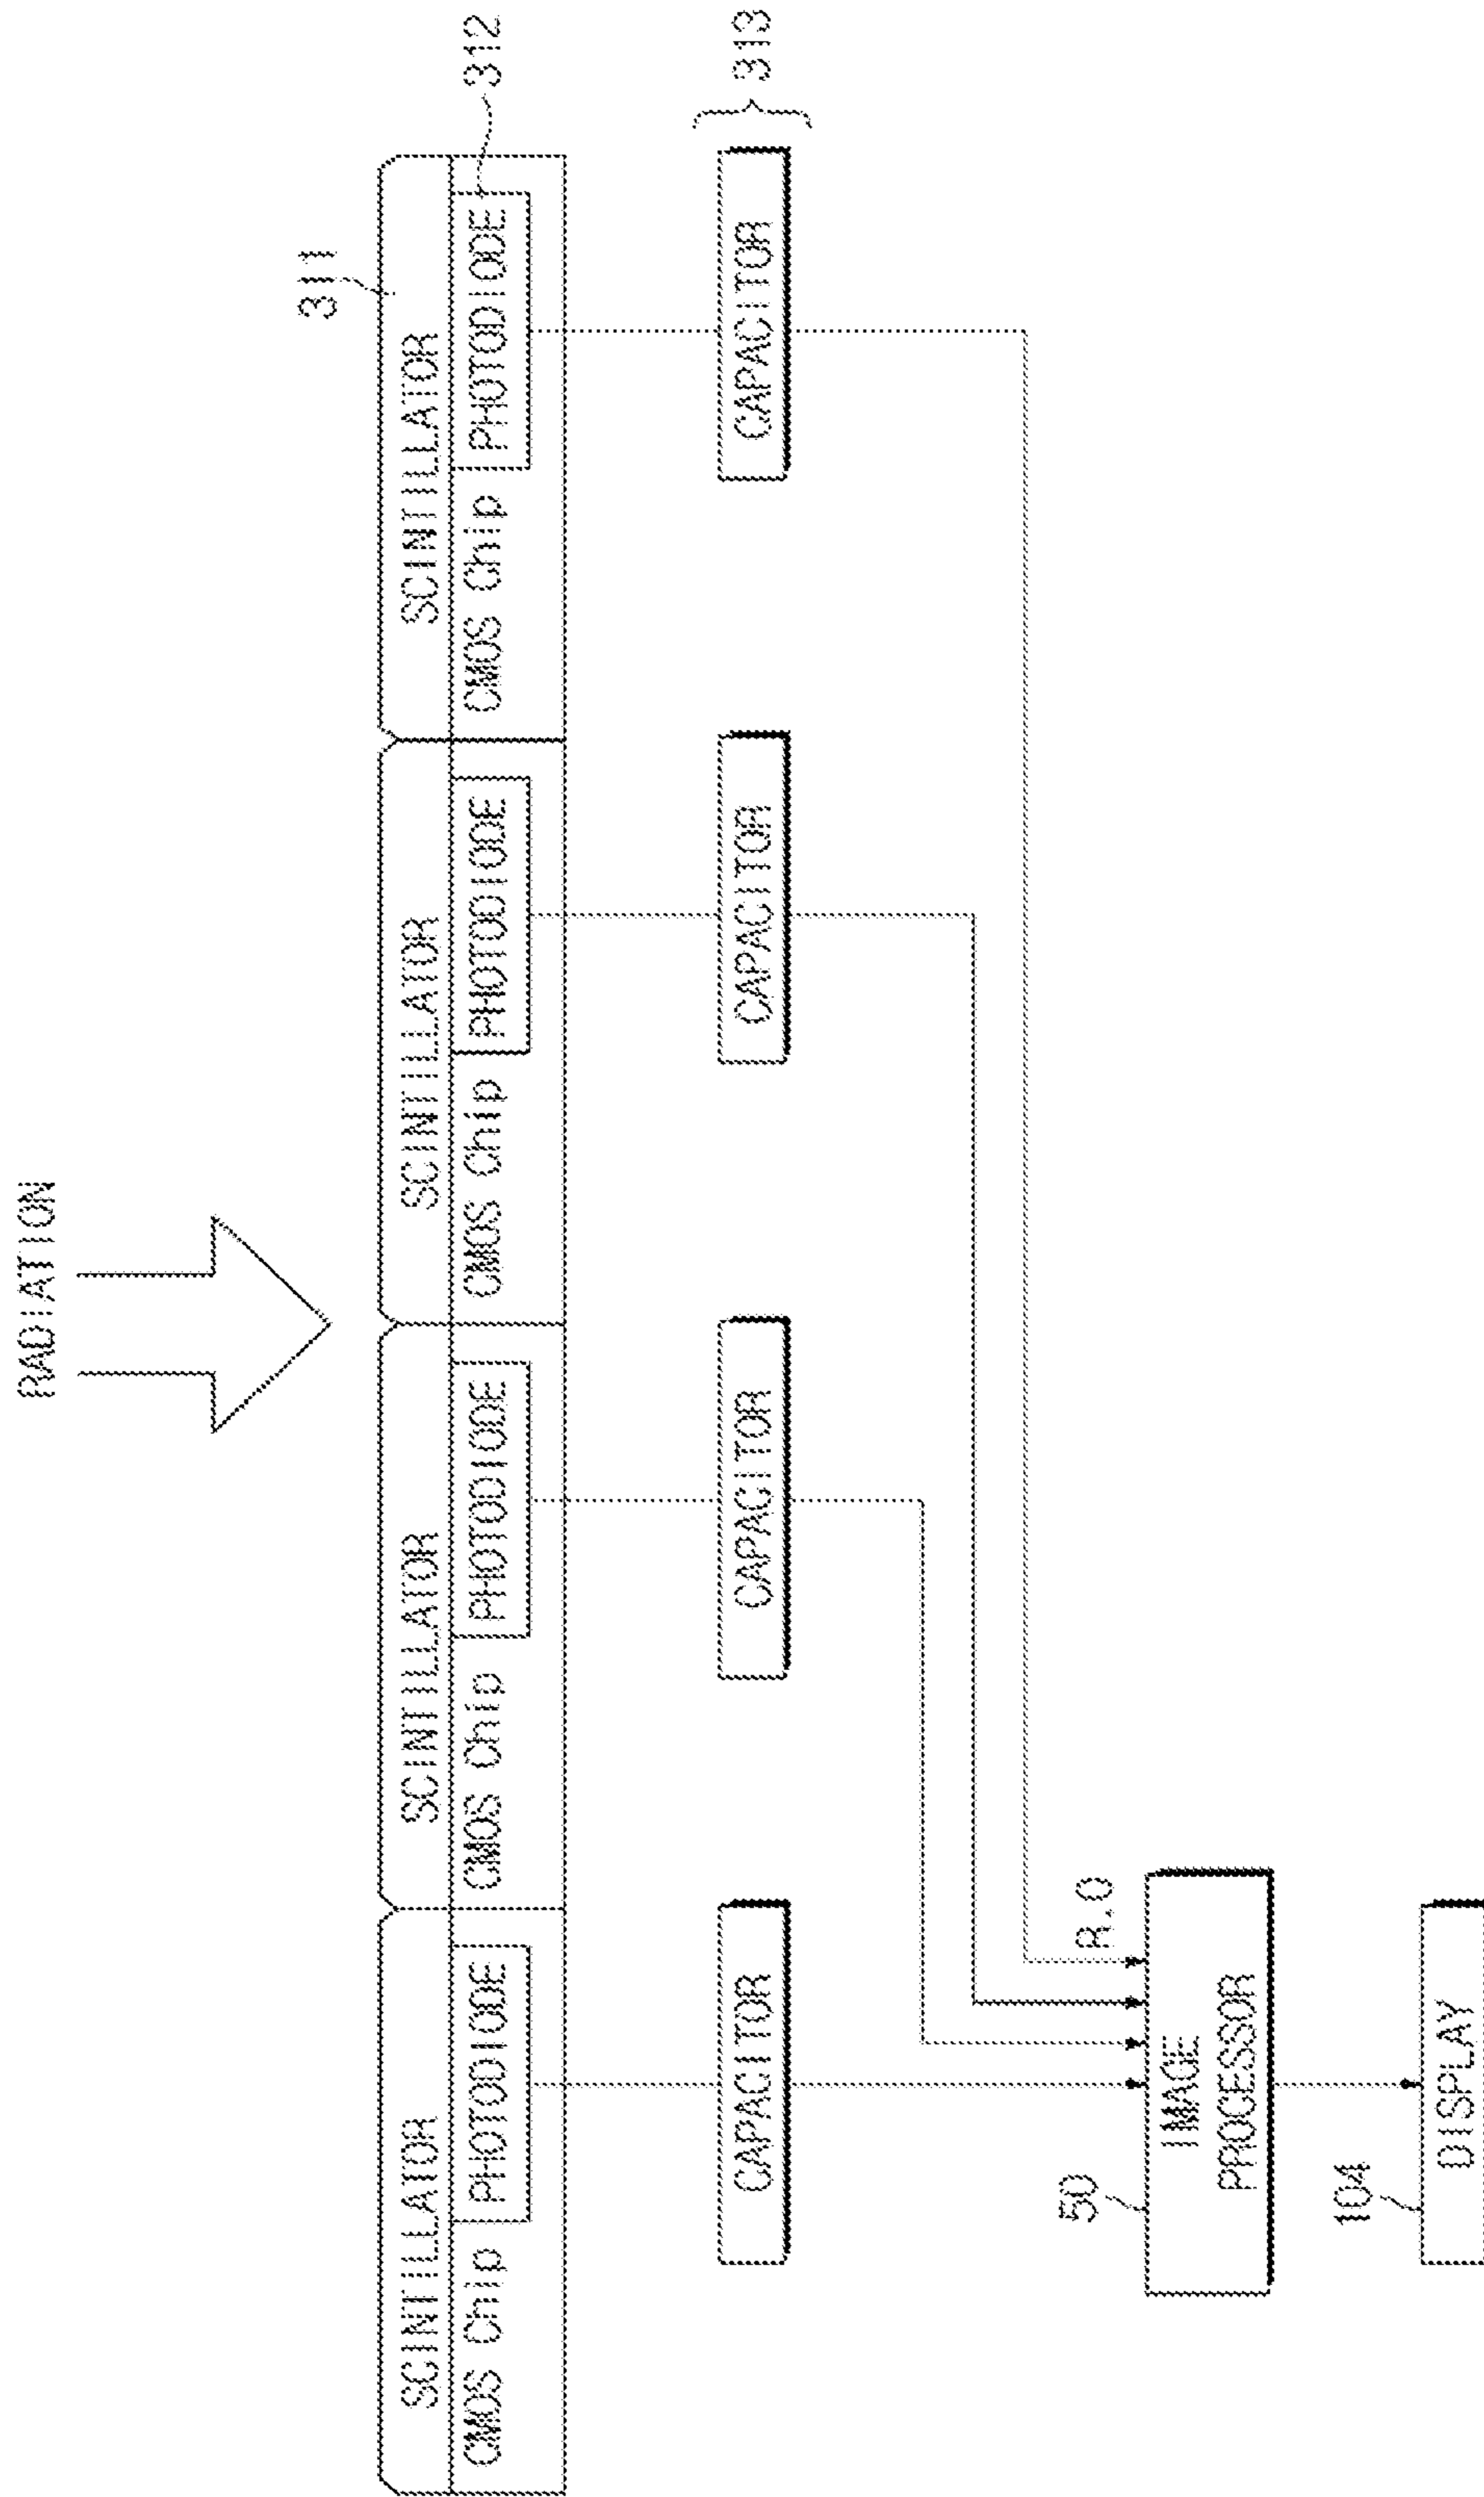 RADIATION
311
SCINTILLATOR
SCINTILLATOR
SCINTILLATOR
SCINTILLATOR
312
CMOS Chip
PHOTODIODE
CMOS Chip
PHOTODIODE
CMOS Chip
PHOTODIODE
CMOS Chip
PHOTODIODE
CAPACITOR
CAPACITOR
CAPACITOR
CAPACITOR
313
R.O
50
IMAGE
PROCESSOR
104
DISPLAY